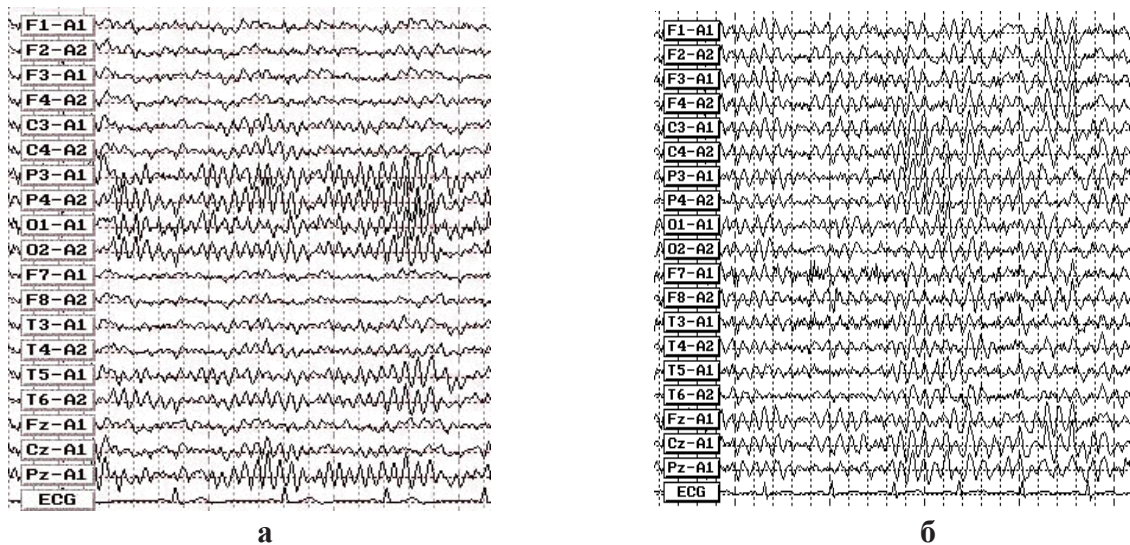 F1-A1
F2-A2
F3-A1
F4-A2
C3-A1
C4-A2
P3-A1
P4-A2
O1-A1
O2-A2
F7-A1
F8-A2
T3-A1
T4-A2
T5-A1
T6-A2
Fz-A1
Cz-A1
Pz-A1
ECG
а
F1-A1
F2-A2
F3-A1
F4-A2
C3-A1
C4-A2
P3-A1
P4-A2
O1-A1
O2-A2
F7-A1
F8-A2
T3-A1
T4-A2
T5-A1
T6-A2
Fz-A1
Cz-A1
Pz-A1
ECG
б